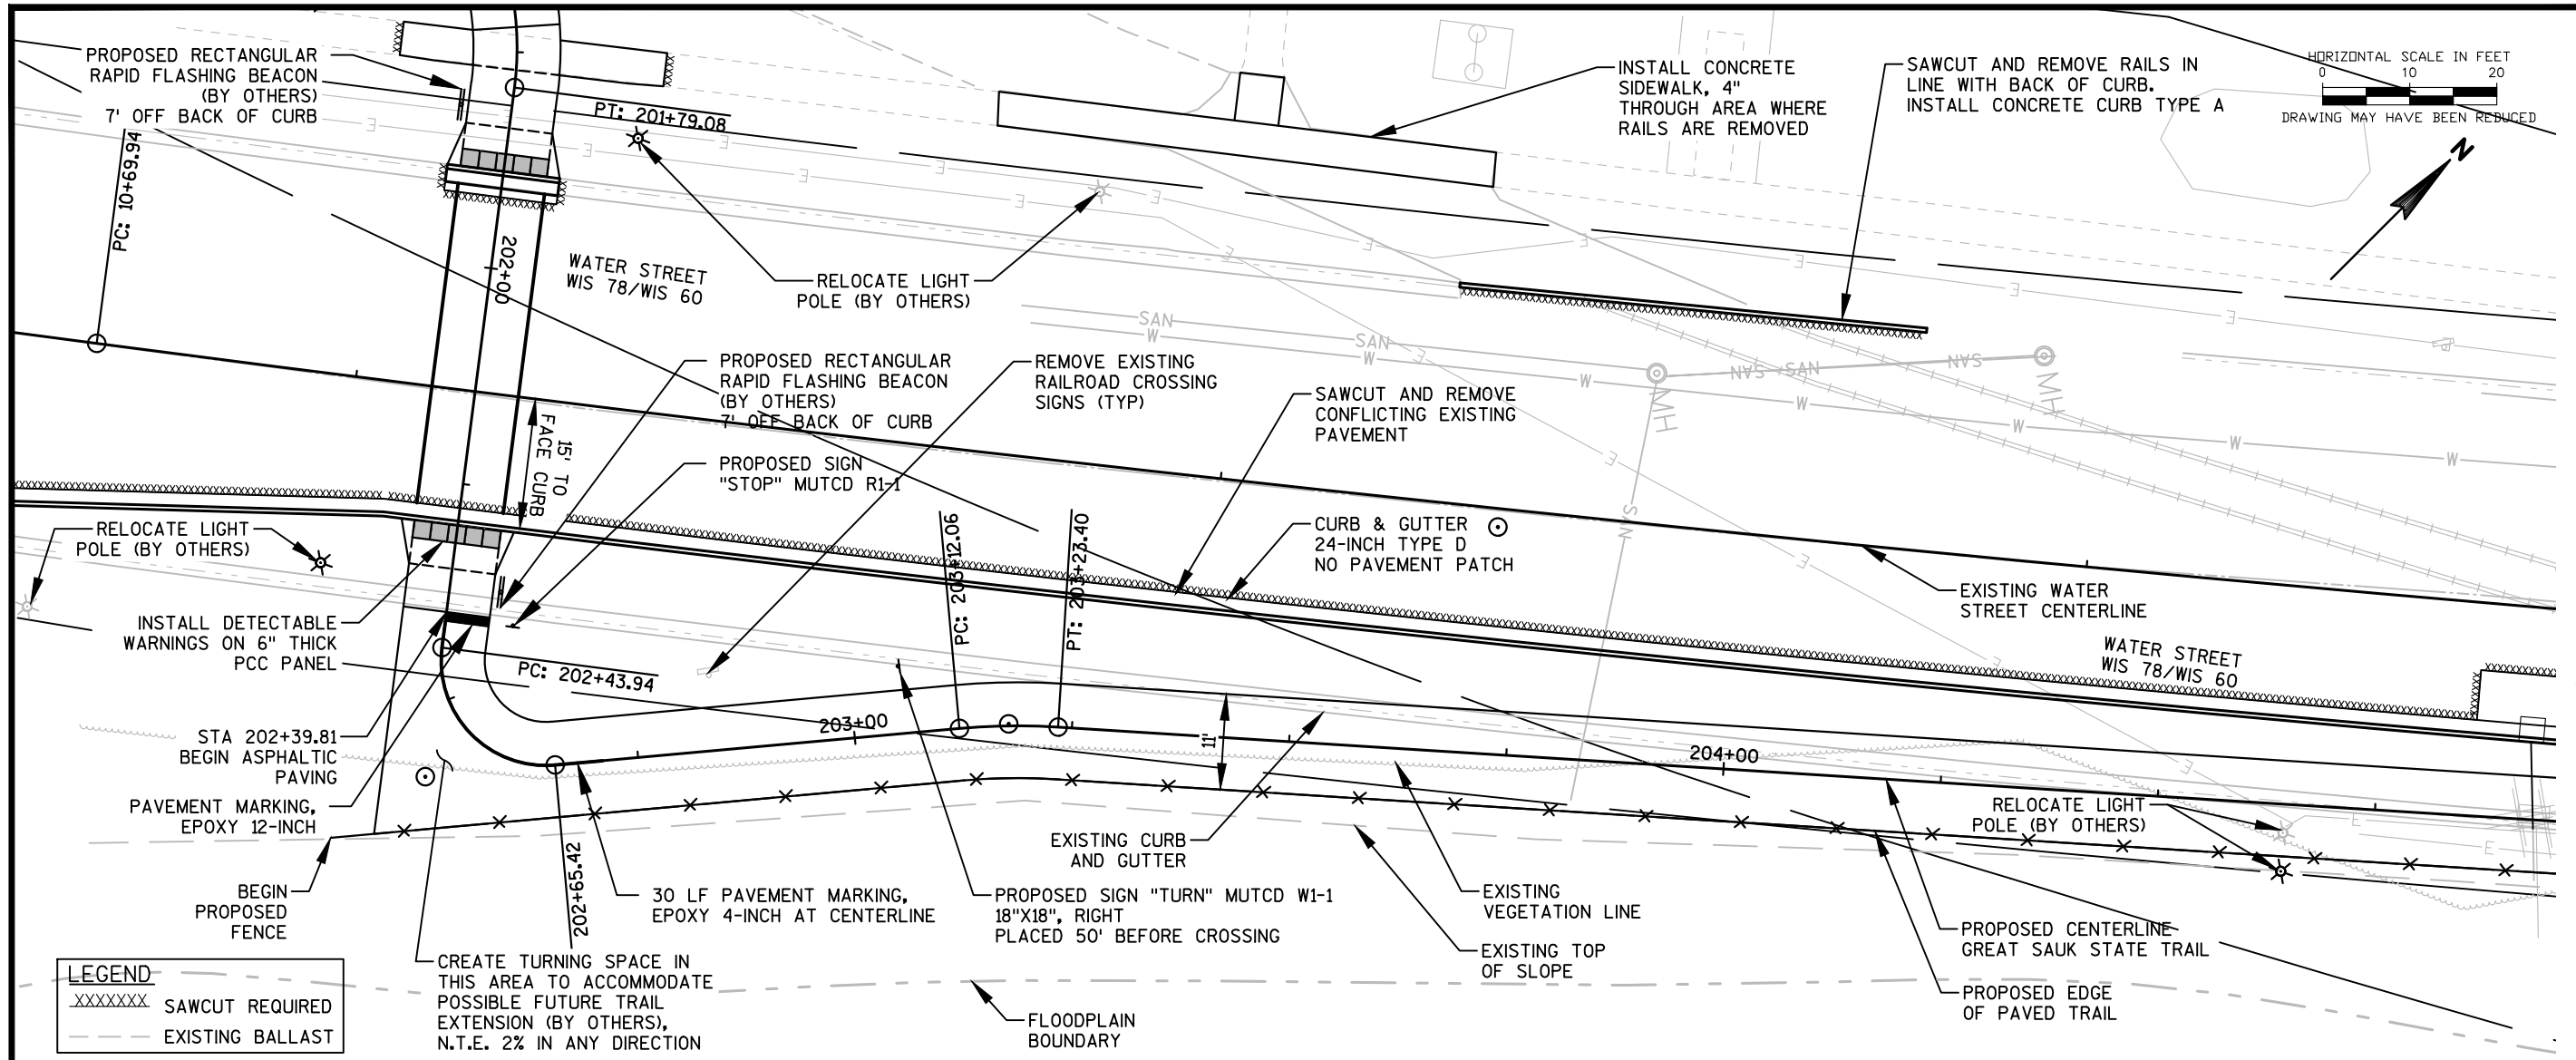 PROPOSED RECTANGULAR
RAPID FLASHING BEACON
(BY OTHERS)
7' OFF BACK OF CURB
PC: 10+69.94
PT: 201+79.08
INSTALL CONCRETE
SIDEWALK, 4"
THROUGH AREA WHERE
RAILS ARE REMOVED
SAWCUT AND REMOVE RAILS IN
LINE WITH BACK OF CURB.
INSTALL CONCRETE CURB TYPE A
HORIZONTAL SCALE IN FEET
0 10 20
DRAWING MAY HAVE BEEN REDUCED
N
202+00
WATER STREET
WIS 78/WIS 60
RELOCATE LIGHT
POLE (BY OTHERS)
E E E E E E E E E E E E E E E E E E E
SAN SAN SAN SAN SAN SAN
W W W W W W W
MH MH
PROPOSED RECTANGULAR
RAPID FLASHING BEACON
(BY OTHERS)
7' OFF BACK OF CURB
REMOVE EXISTING
RAILROAD CROSSING
SIGNS (TYP)
SAWCUT AND REMOVE
CONFLICTING EXISTING
PAVEMENT
15' TO
FACE CURB
PROPOSED SIGN
"STOP" MUTCD R1-1
RELOCATE LIGHT
POLE (BY OTHERS)
PC: 203+12.06
PT: 203+23.40
CURB & GUTTER
24-INCH TYPE D
NO PAVEMENT PATCH
EXISTING WATER
STREET CENTERLINE
INSTALL DETECTABLE
WARNINGS ON 6" THICK
PCC PANEL
PC: 202+43.94
WATER STREET
WIS 78/WIS 60
STA 202+39.81
BEGIN ASPHALTIC
PAVING
203+00
11'
204+00
PAVEMENT MARKING,
EPOXY 12-INCH
RELOCATE LIGHT
POLE (BY OTHERS)
EXISTING CURB
AND GUTTER
202+65.42
BEGIN
PROPOSED
FENCE
30 LF PAVEMENT MARKING,
EPOXY 4-INCH AT CENTERLINE
PROPOSED SIGN "TURN" MUTCD W1-1
18"X18", RIGHT
PLACED 50' BEFORE CROSSING
EXISTING
VEGETATION LINE
EXISTING TOP
OF SLOPE
PROPOSED CENTERLINE
GREAT SAUK STATE TRAIL
PROPOSED EDGE
OF PAVED TRAIL
CREATE TURNING SPACE IN
THIS AREA TO ACCOMMODATE
POSSIBLE FUTURE TRAIL
EXTENSION (BY OTHERS),
N.T.E. 2% IN ANY DIRECTION
FLOODPLAIN
BOUNDARY
LEGEND
XXXXXXX SAWCUT REQUIRED
EXISTING BALLAST